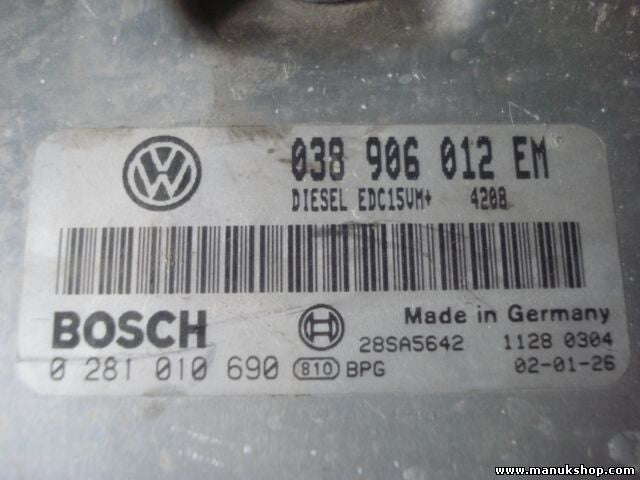 038 906 012 EM
DIESEL EDC15VM+ 4208
BOSCH
Made in Germany
28SA5642 1128 0304
0 281 010 690 810 BPG 02-01-26
www.manukshop.com